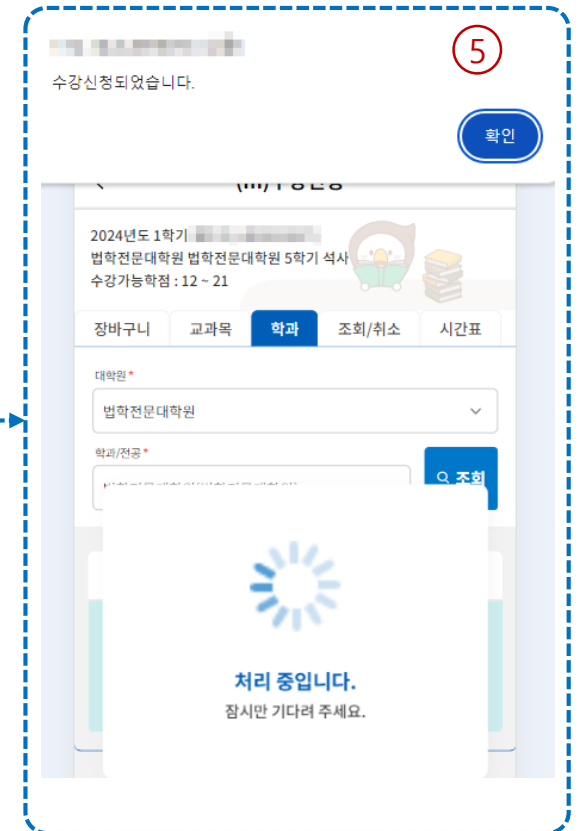 5
수강신청되었습니다.
확인
2024년도 1학기
법학전문대학원 법학전문대학원 5학기 석사
수강가능학점 : 12 ~ 21
장바구니 교과목 학과 조회/취소 시간표
대학원 *
법학전문대학원
학과/전공 *
조회
처리 중입니다.
잠시만 기다려 주세요.